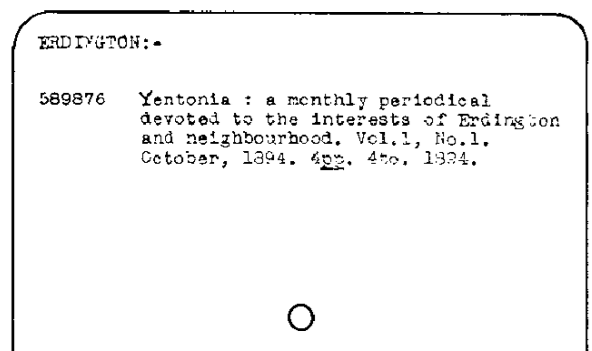 ERDINGTON:-
589876 Yentonia : a monthly periodical
devoted to the interests of Erdington
and neighbourhood. Vol.1, No.1.
October, 1894. 4pp. 4to. 1894.